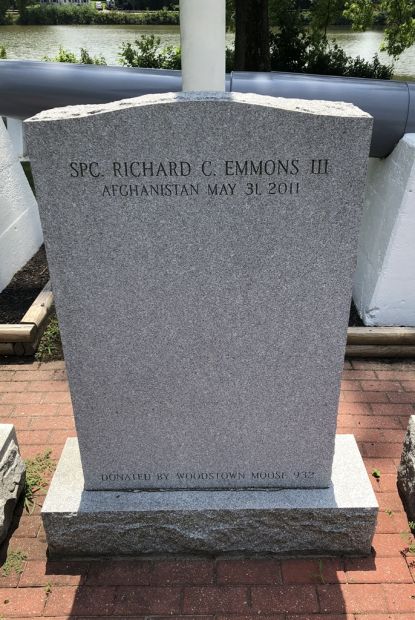 SPC. RICHARD C. EMMONS III
AFGHANISTAN MAY 31, 2011
DONATED BY WOODSTOWN MOOSE 932